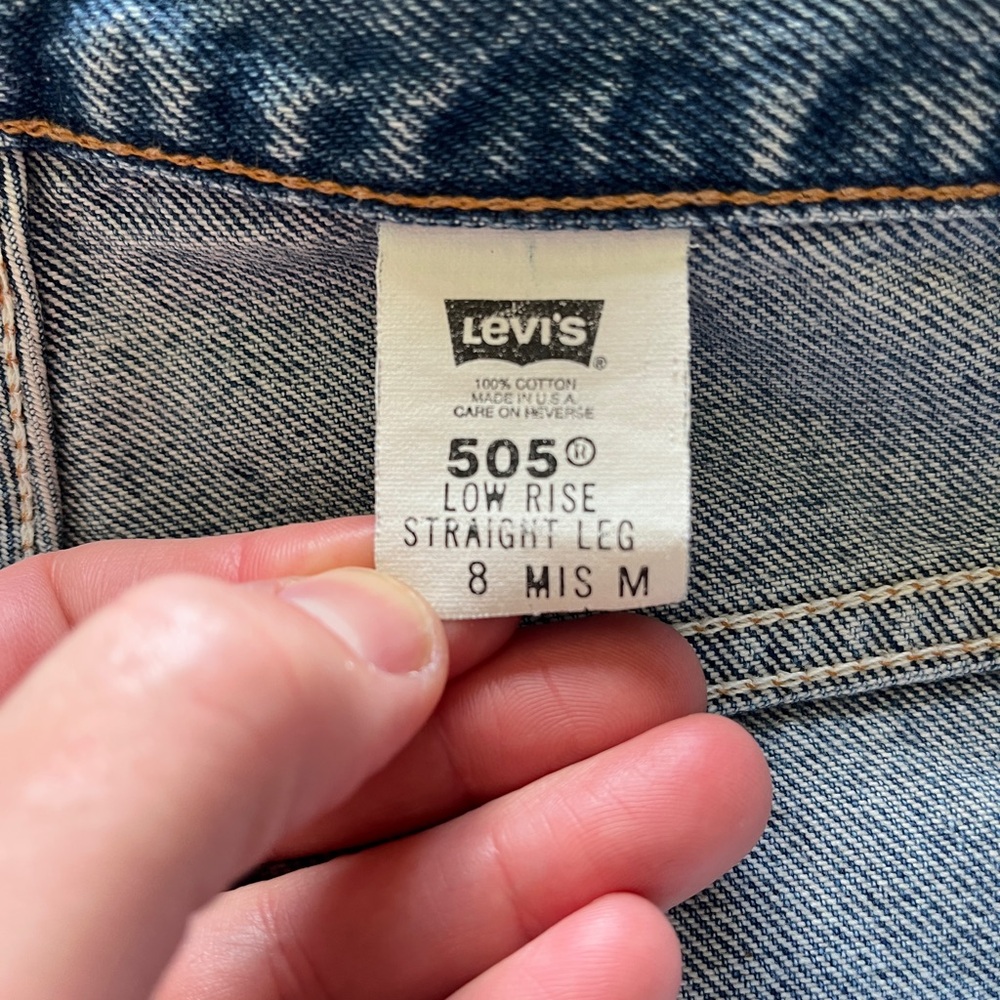 LEVI'S®
100% COTTON
MADE IN U.S.A.
CARE ON REVERSE
505®
LOW RISE
STRAIGHT LEG
8 MIS M